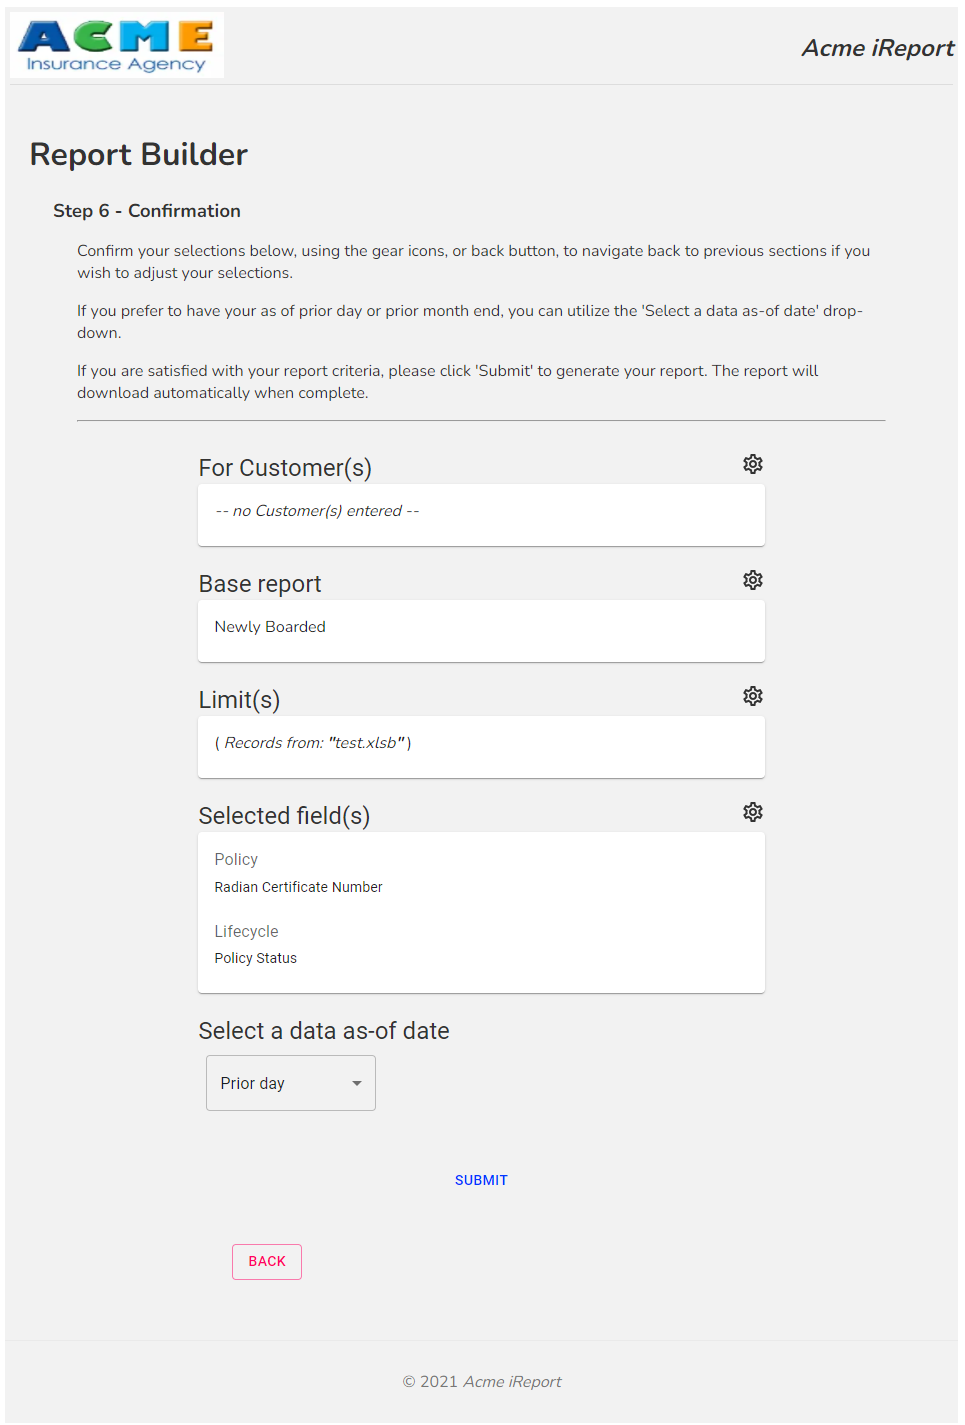 ACME
Insurance Agency
Acme iReport
Report Builder
Step 6 - Confirmation
Confirm your selections below, using the gear icons, or back button, to navigate back to previous sections if you
wish to adjust your selections.
If you prefer to have your as of prior day or prior month end, you can utilize the 'Select a data as-of date' drop-
down.
If you are satisfied with your report criteria, please click 'Submit' to generate your report. The report will
download automatically when complete.
For Customer(s)
-- no Customer(s) entered --
Base report
Newly Boarded
Limit(s)
( Records from: "test.xlsb" )
Selected field(s)
Policy
Radian Certificate Number
Lifecycle
Policy Status
Select a data as-of date
Prior day
SUBMIT
BACK
© 2021 Acme iReport